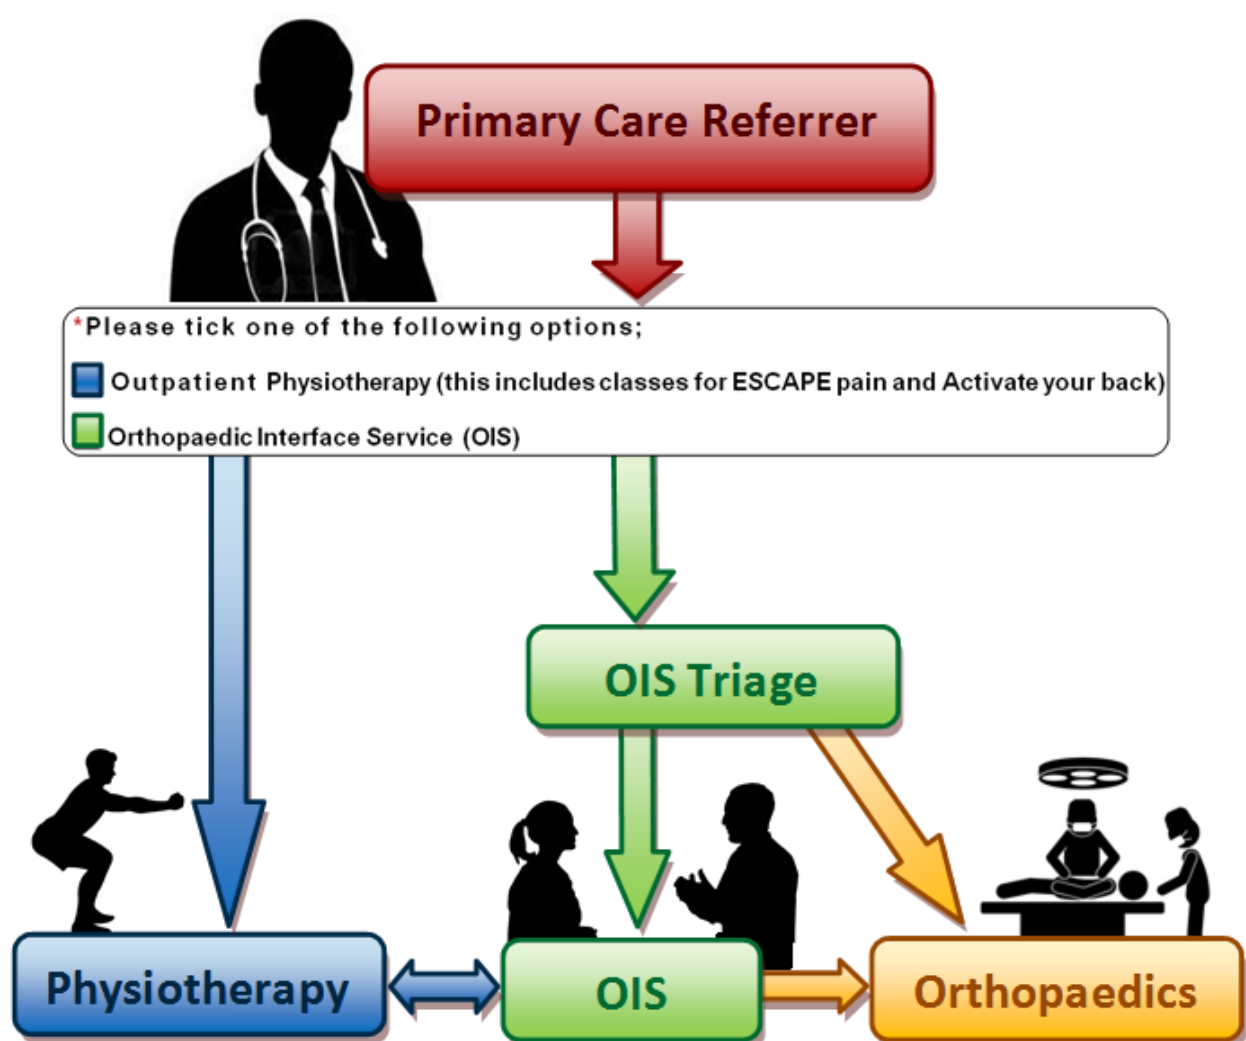 Primary Care Referrer
*Please tick one of the following options;
Outpatient Physiotherapy (this includes classes for ESCAPE pain and Activate your back)
Orthopaedic Interface Service (OIS)
OIS Triage
Physiotherapy
OIS
Orthopaedics